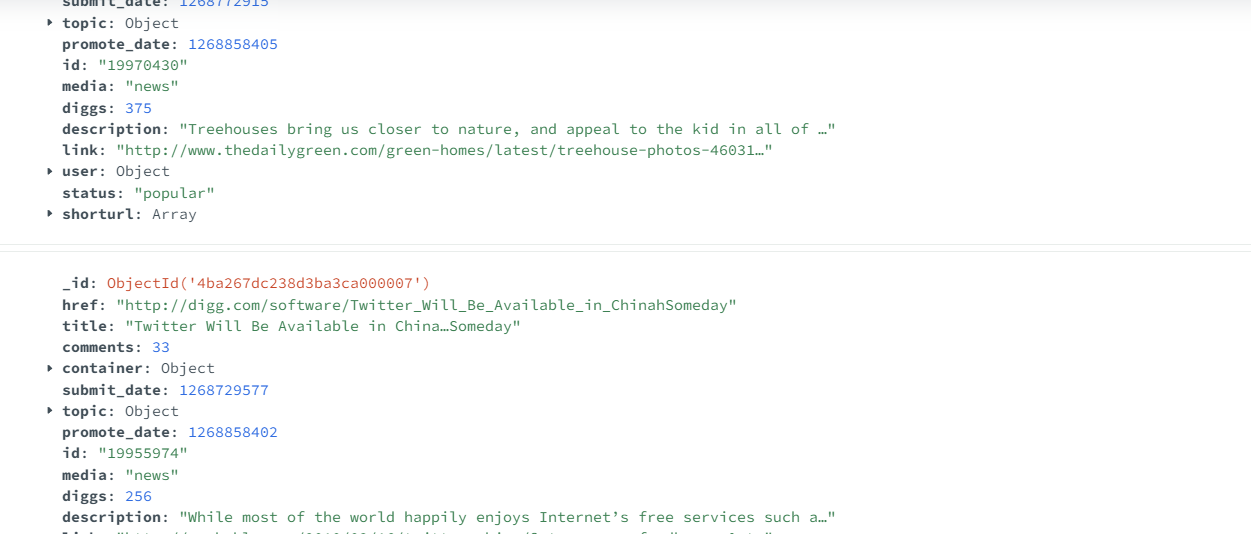 submit_date: 1268772915
topic: Object
promote_date: 1268858405
id: "19970430"
media: "news"
diggs: 375
description: "Treehouses bring us closer to nature, and appeal to the kid in all of …"
link: "http://www.thedailygreen.com/green-homes/latest/treehouse-photos-46031…"
user: Object
status: "popular"
shorturl: Array
_id: ObjectId('4ba267dc238d3ba3ca000007')
href: "http://digg.com/software/Twitter_Will_Be_Available_in_ChinahSomeday"
title: "Twitter Will Be Available in China…Someday"
comments: 33
container: Object
submit_date: 1268729577
topic: Object
promote_date: 1268858402
id: "19955974"
media: "news"
diggs: 256
description: "While most of the world happily enjoys Internet’s free services such a…"